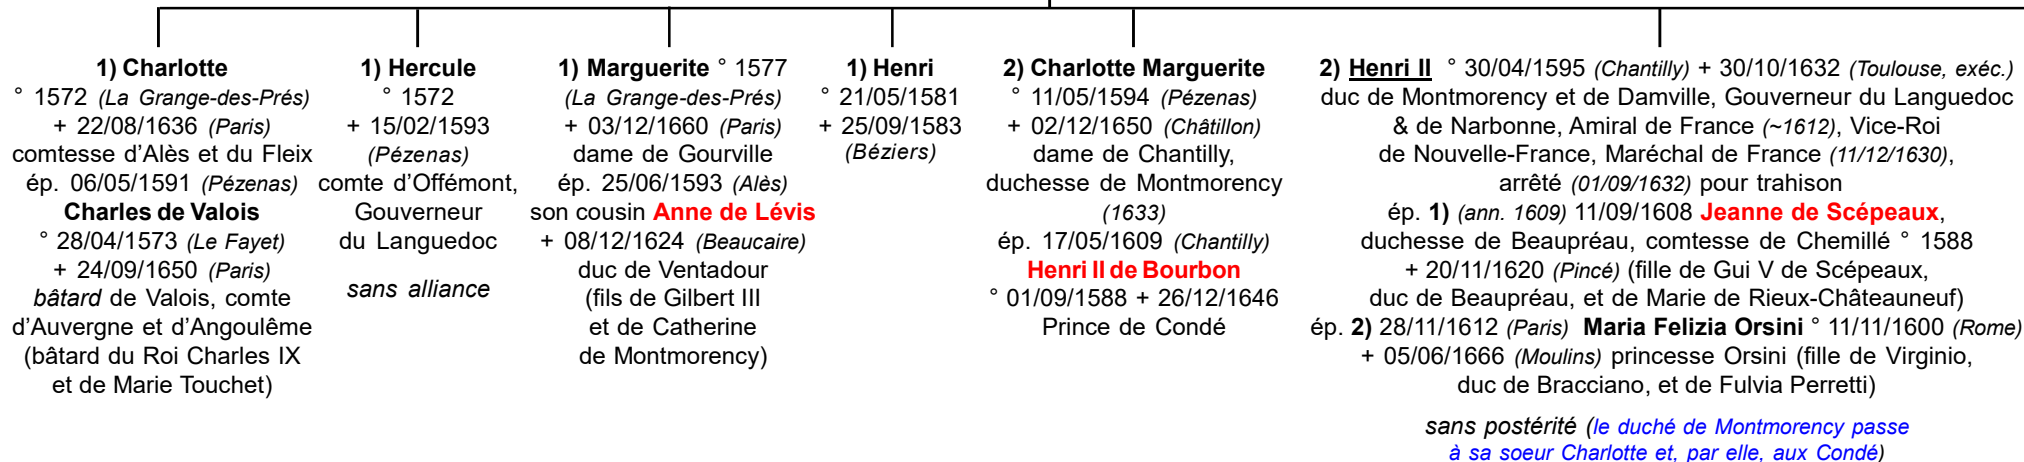 1) Charlotte
° 1572 (La Grange-des-Prés)
+ 22/08/1636 (Paris)
comtesse d'Alès et du Fleix
ép. 06/05/1591 (Pézenas)
Charles de Valois
° 28/04/1573 (Le Fayet)
+ 24/09/1650 (Paris)
bâtard de Valois, comte
d'Auvergne et d'Angoulême
(bâtard du Roi Charles IX
et de Marie Touchet)
1) Hercule
° 1572
+ 15/02/1593
(Pézenas)
comte d'Offémont,
Gouverneur
du Languedoc
sans alliance
1) Marguerite ° 1577
(La Grange-des-Prés)
+ 03/12/1660 (Paris)
dame de Gourville
ép. 25/06/1593 (Alès)
son cousin Anne de Lévis
+ 08/12/1624 (Beaucaire)
duc de Ventadour
(fils de Gilbert III
et de Catherine
de Montmorency)
1) Henri
° 21/05/1581
+ 25/09/1583
(Béziers)
2) Charlotte Marguerite
° 11/05/1594 (Pézenas)
+ 02/12/1650 (Châtillon)
dame de Chantilly,
duchesse de Montmorency
(1633)
ép. 17/05/1609 (Chantilly)
Henri II de Bourbon
° 01/09/1588 + 26/12/1646
Prince de Condé
2) Henri II ° 30/04/1595 (Chantilly) + 30/10/1632 (Toulouse, exéc.)
duc de Montmorency et de Damville, Gouverneur du Languedoc
& de Narbonne, Amiral de France (~1612), Vice-Roi
de Nouvelle-France, Maréchal de France (11/12/1630),
arrêté (01/09/1632) pour trahison
ép. 1) (ann. 1609) 11/09/1608 Jeanne de Scépeaux,
duchesse de Beaupréau, comtesse de Chemillé ° 1588
+ 20/11/1620 (Pincé) (fille de Gui V de Scépeaux,
duc de Beaupréau, et de Marie de Rieux-Châteauneuf)
ép. 2) 28/11/1612 (Paris) Maria Felizia Orsini ° 11/11/1600 (Rome)
+ 05/06/1666 (Moulins) princesse Orsini (fille de Virginio,
duc de Bracciano, et de Fulvia Perretti)
sans postérité (le duché de Montmorency passe
à sa soeur Charlotte et, par elle, aux Condé)